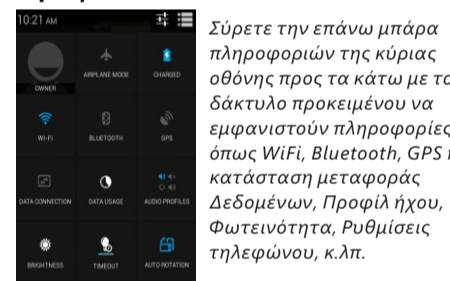 10:21 AM
OWNER
AIRPLANE MODE
CHARGED
WI-FI
BLUETOOTH
GPS
DATA CONNECTION
DATA USAGE
AUDIO PROFILES
BRIGHTNESS
TIMEOUT
AUTO ROTATION
Σύρετε την επάνω μπάρα
πληροφοριών της κύριας
οθόνης προς τα κάτω με το
δάκτυλο προκειμένου να
εμφανιστούν πληροφορίες
όπως WiFi, Bluetooth, GPS
κατάσταση μεταφοράς
Δεδομένων, Προφίλ ήχου,
Φωτεινότητα, Ρυθμίσεις
τηλεφώνου, κ.λπ.